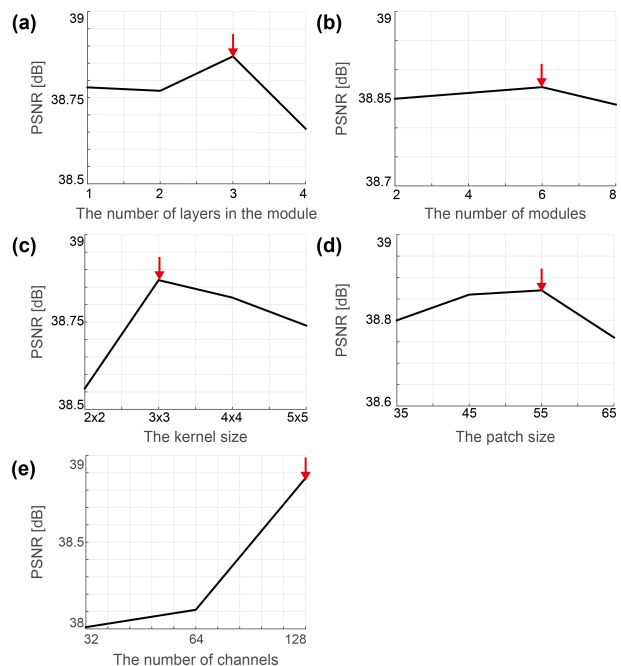 (a)
39
38.75
38.5
PSNR [dB]
1 2 3 4
The number of layers in the module
(b)
39
38.85
38.7
PSNR [dB]
2 4 6 8
The number of modules
(c)
39
38.75
38.5
PSNR [dB]
2x2 3x3 4x4 5x5
The kernel size
(d)
39
38.8
38.6
PSNR [dB]
35 45 55 65
The patch size
(e)
39
38.5
38
PSNR [dB]
32 64 128
The number of channels